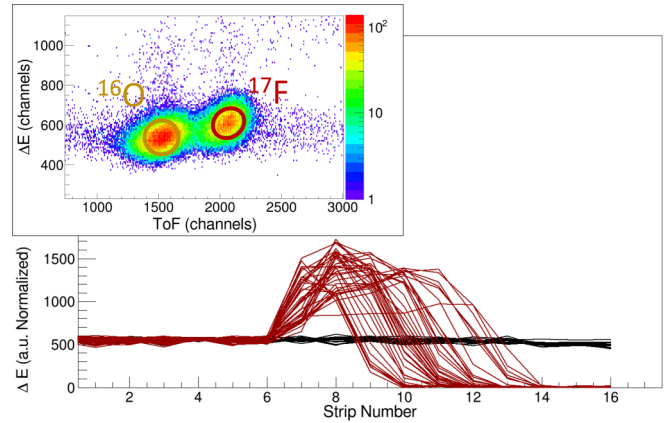 1000
800
600
400
ΔE (channels)
¹⁶O
¹⁷F
10²
10
1
1000 1500 2000 2500 3000
ToF (channels)
1500
1000
500
0
Δ E (a.u. Normalized)
2 4 6 8 10 12 14 16
Strip Number